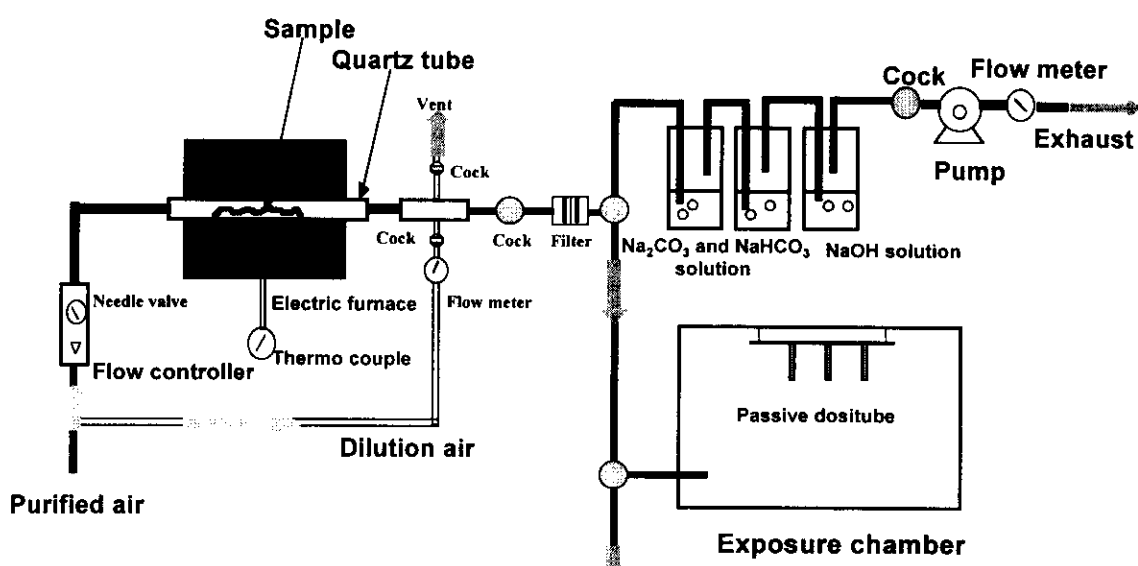 Sample
Quartz tube
Vent
Cock
Cock
Cock
Filter
Flow meter
Needle valve
Flow controller
Electric furnace
Thermo couple
Dilution air
Purified air
Cock
Flow meter
Pump
Exhaust
Na₂CO₃ and NaHCO₃
solution
NaOH solution
Passive dositube
Exposure chamber